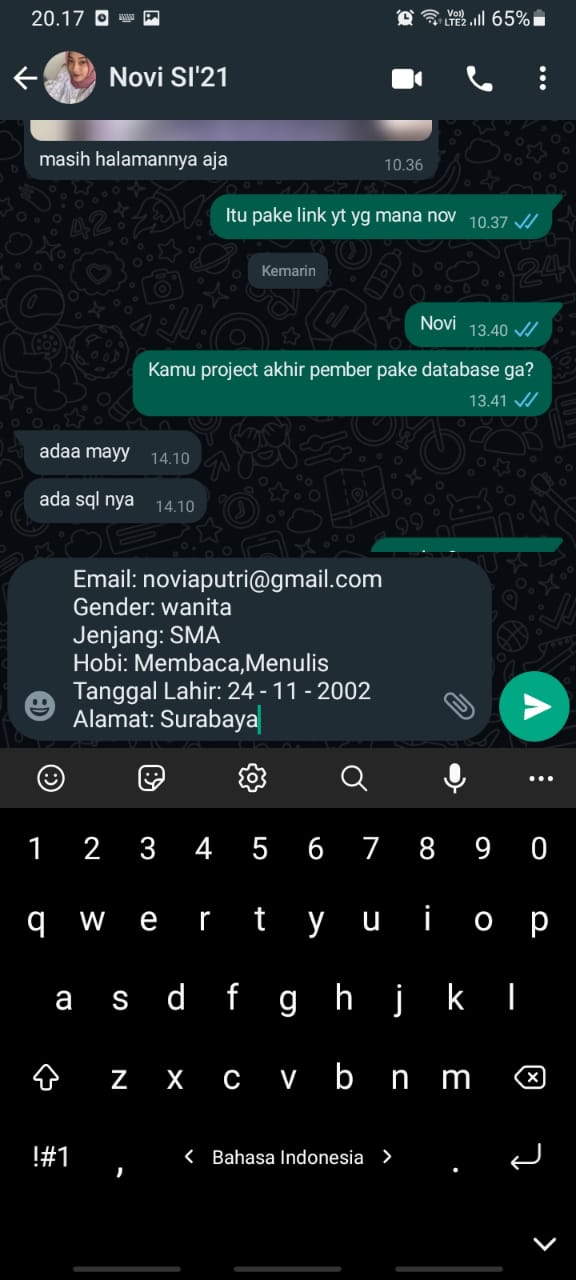 20.17
Vo))
LTE2
65%
Novi SI'21
masih halamannya aja
10.36
Itu pake link yt yg mana nov
10.37
Kemarin
Novi
13.40
Kamu project akhir pember pake database ga?
13.41
adaa mayy
14.10
ada sql nya
14.10
Email: noviaputri@gmail.com
Gender: wanita
Jenjang: SMA
Hobi: Membaca,Menulis
Tanggal Lahir: 24 - 11 - 2002
Alamat: Surabaya
1 2 3 4 5 6 7 8 9 0
q w e r t y u i o p
a s d f g h j k l
z x c v b n m
!#1 , < Bahasa Indonesia > .